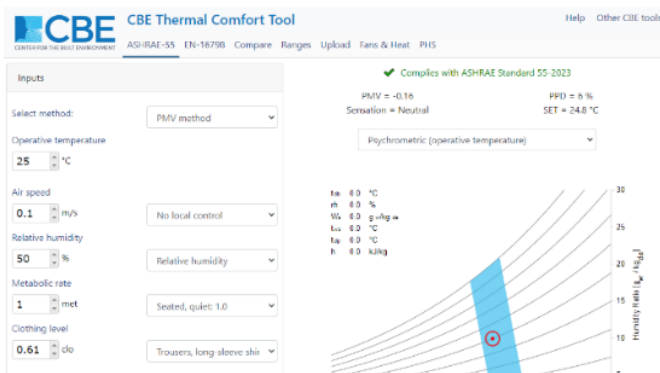 CBE CBE Thermal Comfort Tool Help Other CBE tools
CENTER FOR THE BUILT ENVIRONMENT
ASHRAE-55 EN-16798 Compare Ranges Upload Fans & Heat PHS
Inputs
Select method:
PMV method
Operative temperature
25 °C
Air speed
0.1 m/s
No local control
Relative humidity
50 %
Relative humidity
Metabolic rate
1 met
Seated, quiet: 1.0
Clothing level
0.61 clo
Trousers, long-sleeve shir
Complies with ASHRAE Standard 55-2023
PMV = -0.16 PPD = 6 %
Sensation = Neutral SET = 24.8 °C
Psychrometric (operative temperature)
0.0 °C
rh 0.0 %
0.0
0.0 °C
0.0 °C
h 0.0 kJ/kg
30
25
20
15
10
5
Humidity Ratio